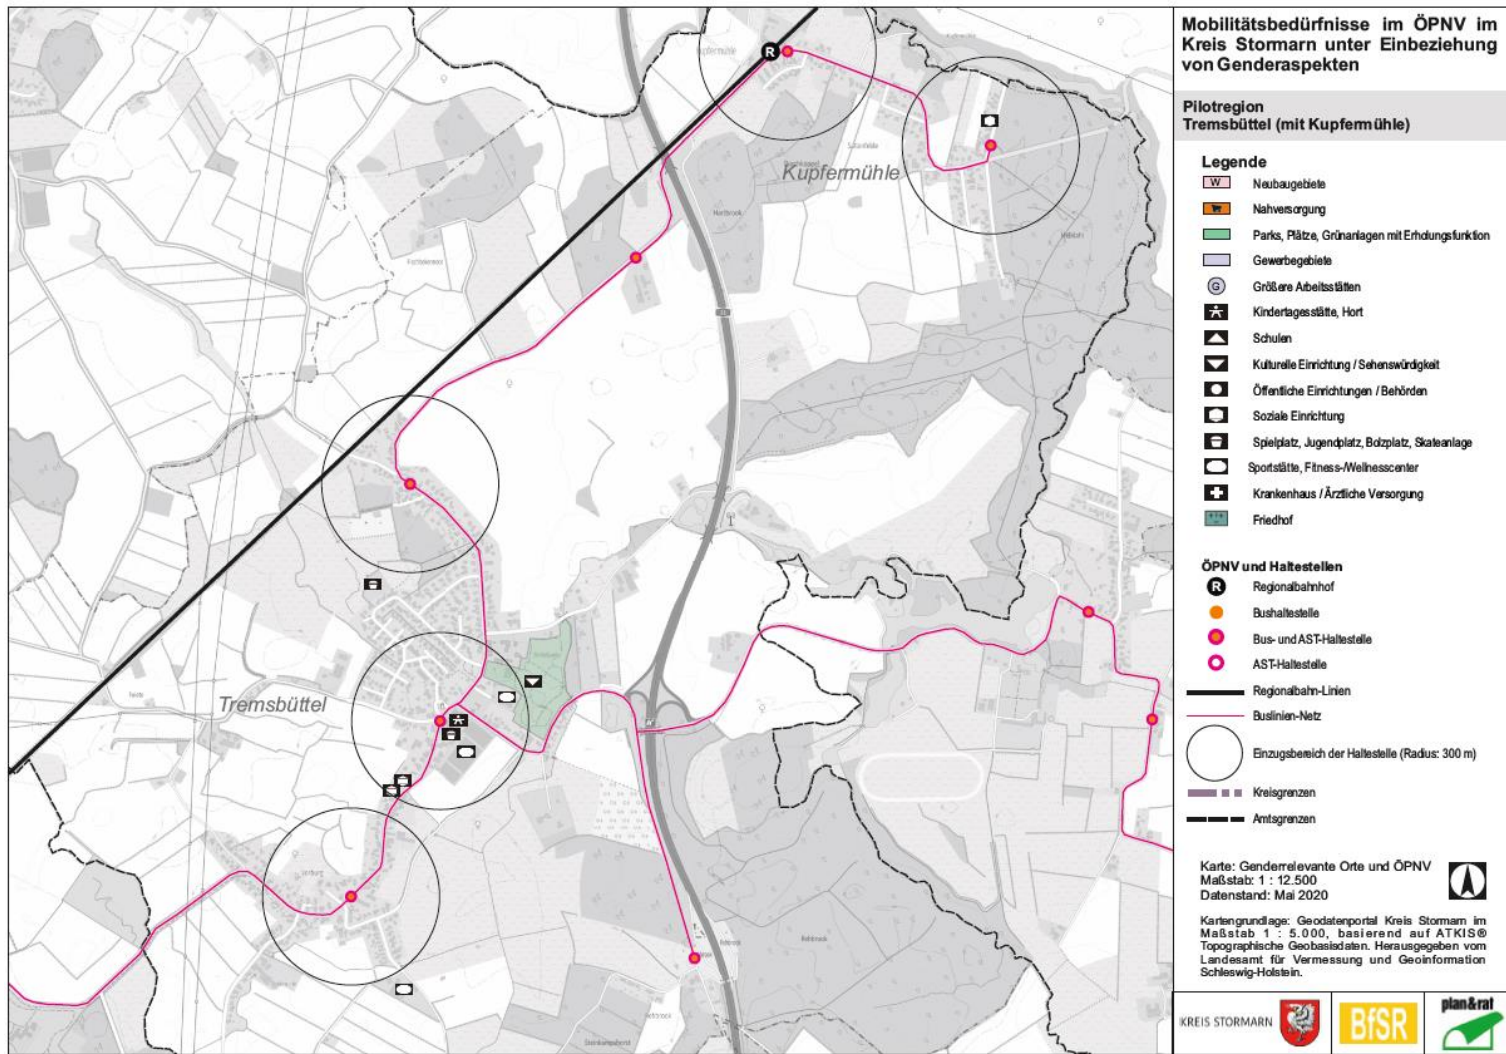 Mobilitätsbedürfnisse im ÖPNV im
Kreis Stormarn unter Einbeziehung
von Genderaspekten
Pilotregion
Tremsbüttel (mit Kupfermühle)
Legende
W Neubaugebiete
Nahversorgung
Parks, Plätze, Grünanlagen mit Erholungsfunktion
Gewerbegebiete
G Größere Arbeitsstätten
Kindertagesstätte, Hort
Schulen
Kulturelle Einrichtung / Sehenswürdigkeit
Öffentliche Einrichtungen / Behörden
Soziale Einrichtung
Spielplatz, Jugendplatz, Bolzplatz, Skateanlage
Sportstätte, Fitness-/Wellnesscenter
Krankenhaus / Ärztliche Versorgung
Friedhof
ÖPNV und Haltestellen
R Regionalbahnhof
Bushaltestelle
Bus- und AST-Haltestelle
AST-Haltestelle
Regionalbahn-Linien
Buslinien-Netz
Einzugsbereich der Haltestelle (Radius: 300 m)
Kreisgrenzen
Amtsgrenzen
Karte: Genderrelevante Orte und ÖPNV
Maßstab: 1 : 12.500
Datenstand: Mai 2020
Kartengrundlage: Geodatenportal Kreis Stormarn im
Maßstab 1 : 5.000, basierend auf ATKIS®
Topographische Geobasisdaten. Herausgegeben vom
Landesamt für Vermessung und Geoinformation
Schleswig-Holstein.
KREIS STORMARN
BfSR
plan&rat
R
Kupfermühle
Kupfermühle
Tremsbüttel